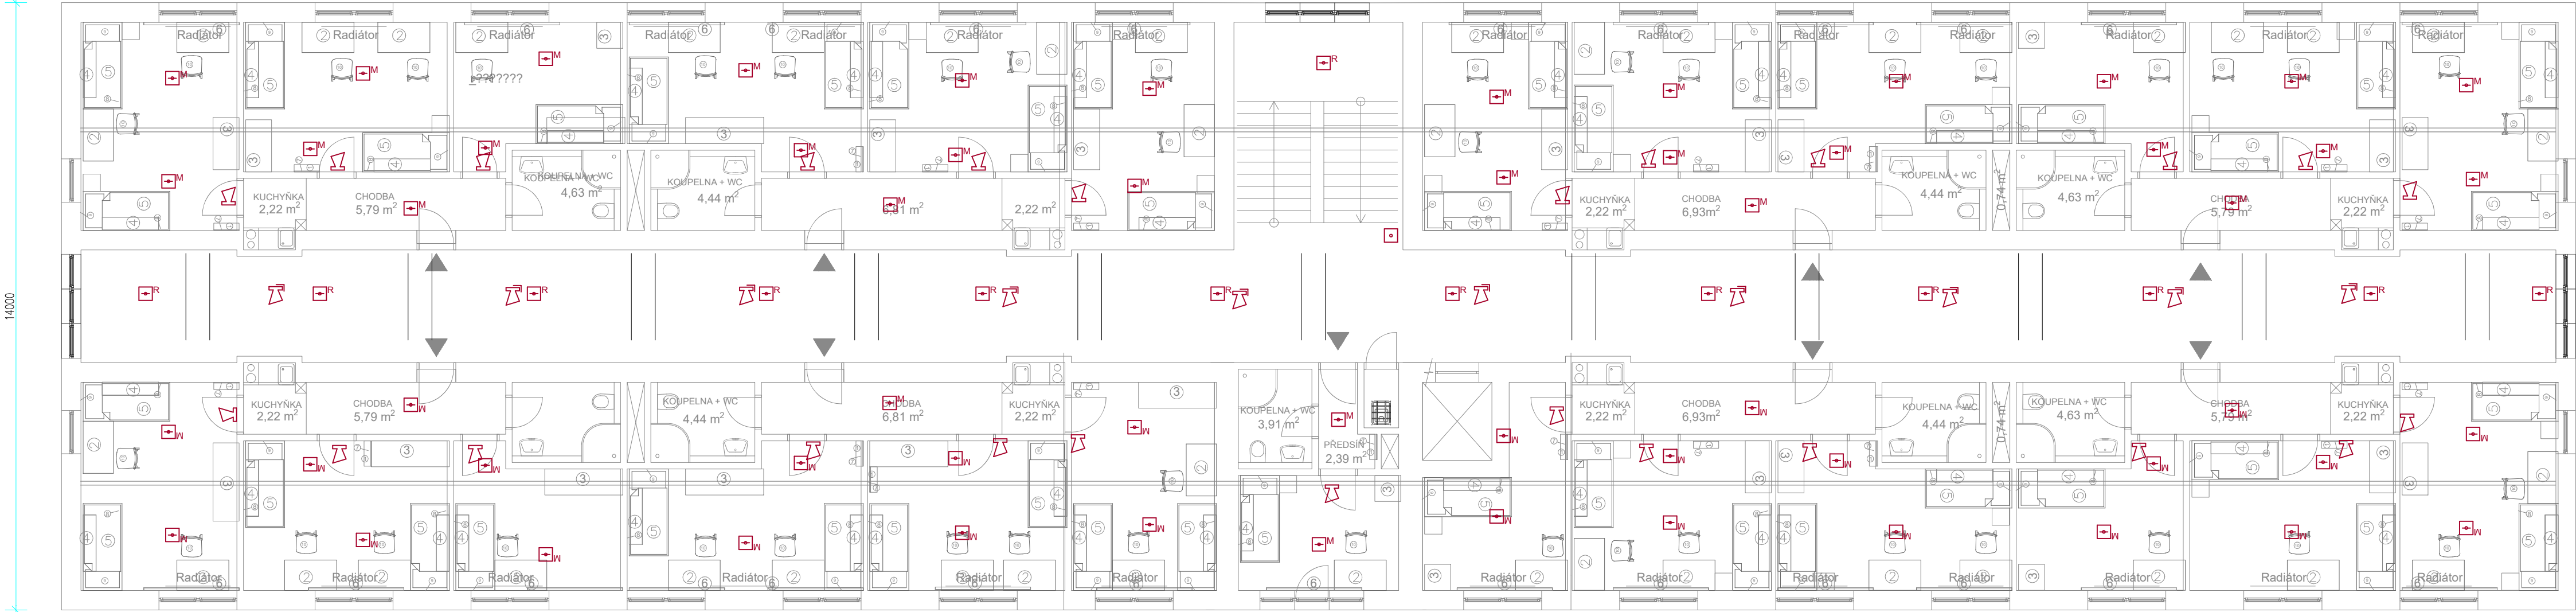 Radiátor
Radiátor
Radiátor
Radiátor
Radiátor
Radiátor
Radiátor
Radiátor
Radiátor
Radiátor
Radiátor
Radiátor
_???????
KOUPELNA + WC
4,63 m²
KOUPELNA + WC
4,44 m²
KOUPELNA + WC
4,44 m²
0,74 m²
KOUPELNA + WC
4,63 m²
KUCHYŇKA
2,22 m²
CHODBA
5,79 m²
6,81 m²
2,22 m²
KUCHYŇKA
2,22 m²
CHODBA
6,93m²
CHODBA
5,79 m²
KUCHYŇKA
2,22 m²
14000
R
R
R
R
R
R
R
R
R
R
R
KUCHYŇKA
2,22 m²
CHODBA
5,79 m²
KOUPELNA + WC
4,44 m²
CHODBA
6,81 m²
KUCHYŇKA
2,22 m²
KOUPELNA + WC
3,91 m²
PŘEDSÍŇ
2,39 m²
KUCHYŇKA
2,22 m²
CHODBA
6,93m²
KOUPELNA + WC
4,44 m²
0,74 m²
KOUPELNA + WC
4,63 m²
CHODBA
5,79 m²
KUCHYŇKA
2,22 m²
Radiátor
Radiátor
Radiátor
Radiátor
Radiátor
Radiátor
Radiátor
Radiátor
Radiátor
Radiátor
Radiátor
Radiátor